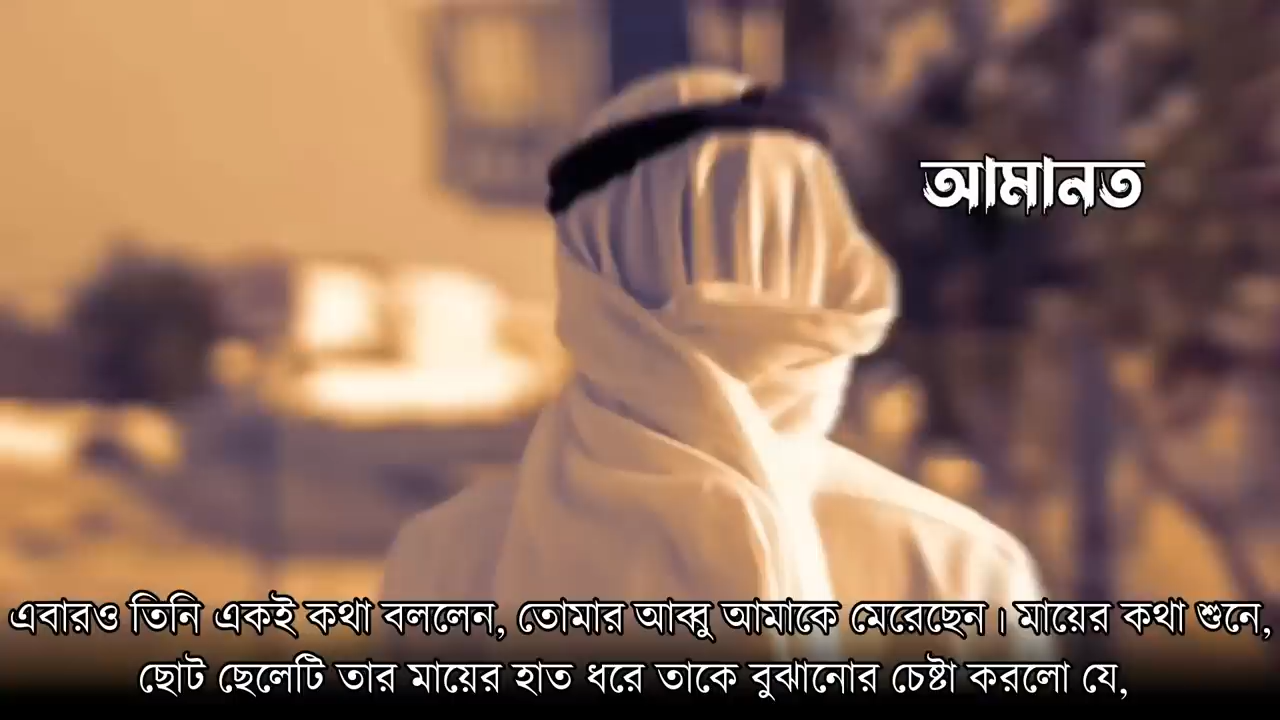 আমানত
এবারও তিনি একই কথা বললেন, তোমার আব্বু আমাকে মেরেছেন। মায়ের কথা শুনে,
ছোট ছেলেটি তার মায়ের হাত ধরে তাকে বুঝানোর চেষ্টা করলো যে,